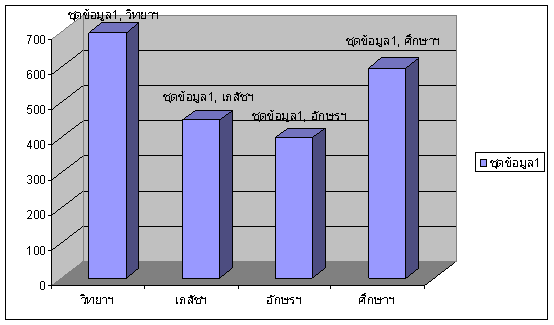 ชุดข้อมูล1, วิทยาฯ
700
ชุดข้อมูล1, ศึกษาฯ
600
500
ชุดข้อมูล1, เภสัชฯ
ชุดข้อมูล1, อักษรฯ
400
300
200
100
0
ชุดข้อมูล1
วิทยาฯ เภสัชฯ อักษรฯ ศึกษาฯ